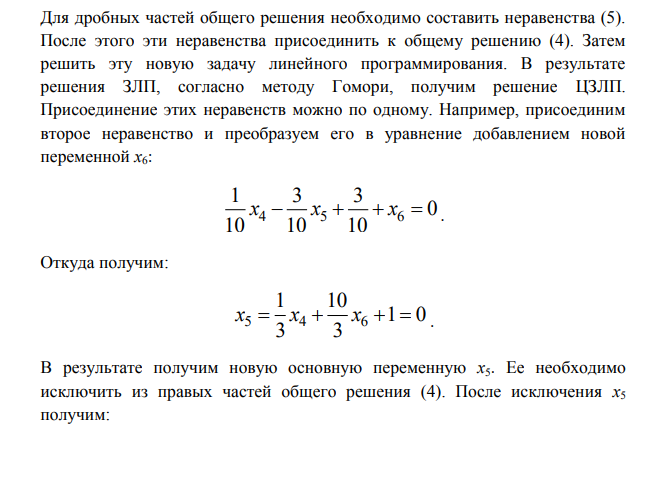 Для дробных частей общего решения необходимо составить неравенства (5).
После этого эти неравенства присоединить к общему решению (4). Затем
решить эту новую задачу линейного программирования. В результате
решения ЗЛП, согласно методу Гомори, получим решение ЦЗЛП.
Присоединение этих неравенств можно по одному. Например, присоединим
второе неравенство и преобразуем его в уравнение добавлением новой
переменной x₆:
1/10 x₄ − 3/10 x₅ + 3/10 + x₆ = 0.
Откуда получим:
x₅ = 1/3 x₄ + 10/3 x₆ + 1 = 0.
В результате получим новую основную переменную x₅. Ее необходимо
исключить из правых частей общего решения (4). После исключения x₅
получим: